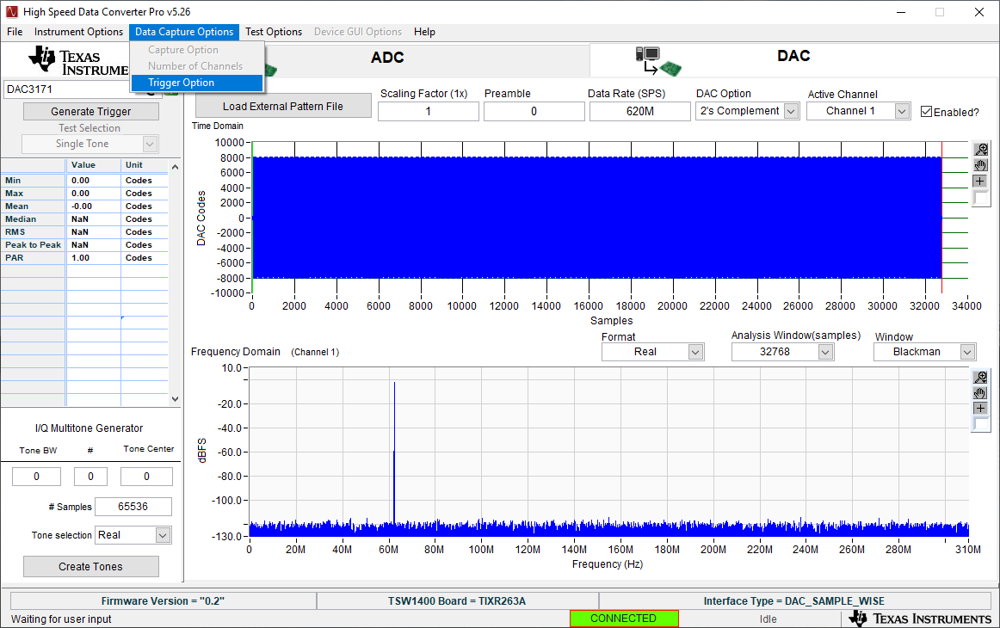 High Speed Data Converter Pro v5.26
File Instrument Options Data Capture Options Test Options Device GUI Options Help
Capture Option
Number of Channels
Trigger Option
TEXAS
INSTRUME
ADC
DAC
DAC3171
Generate Trigger
Test Selection
Single Tone
Value Unit
Min 0.00 Codes
Max 0.00 Codes
Mean -0.00 Codes
Median NaN Codes
RMS NaN Codes
Peak to Peak NaN Codes
PAR 1.00 Codes
I/Q Multitone Generator
Tone BW # Tone Center
0 0 0
# Samples 65536
Tone selection Real
Create Tones
Load External Pattern File
Scaling Factor (1x) Preamble Data Rate (SPS) DAC Option Active Channel
1 0 620M 2's Complement Channel 1 Enabled?
Time Domain
10000
8000
6000
4000
2000
0
-2000
-4000
-6000
-8000
-10000
DAC Codes
0 2000 4000 6000 8000 10000 12000 14000 16000 18000 20000 22000 24000 26000 28000 30000 32000 34000
Samples
Format Analysis Window(samples) Window
Real 32768 Blackman
Frequency Domain (Channel 1)
10.0
-20.0
-40.0
-60.0
-80.0
-100.0
-130.0
dBFS
0 20M 40M 60M 80M 100M 120M 140M 160M 180M 200M 220M 240M 260M 280M 310M
Frequency (Hz)
Firmware Version = "0.2" TSW1400 Board = TIXR263A Interface Type = DAC_SAMPLE_WISE
Waiting for user input CONNECTED Idle TEXAS INSTRUMENTS